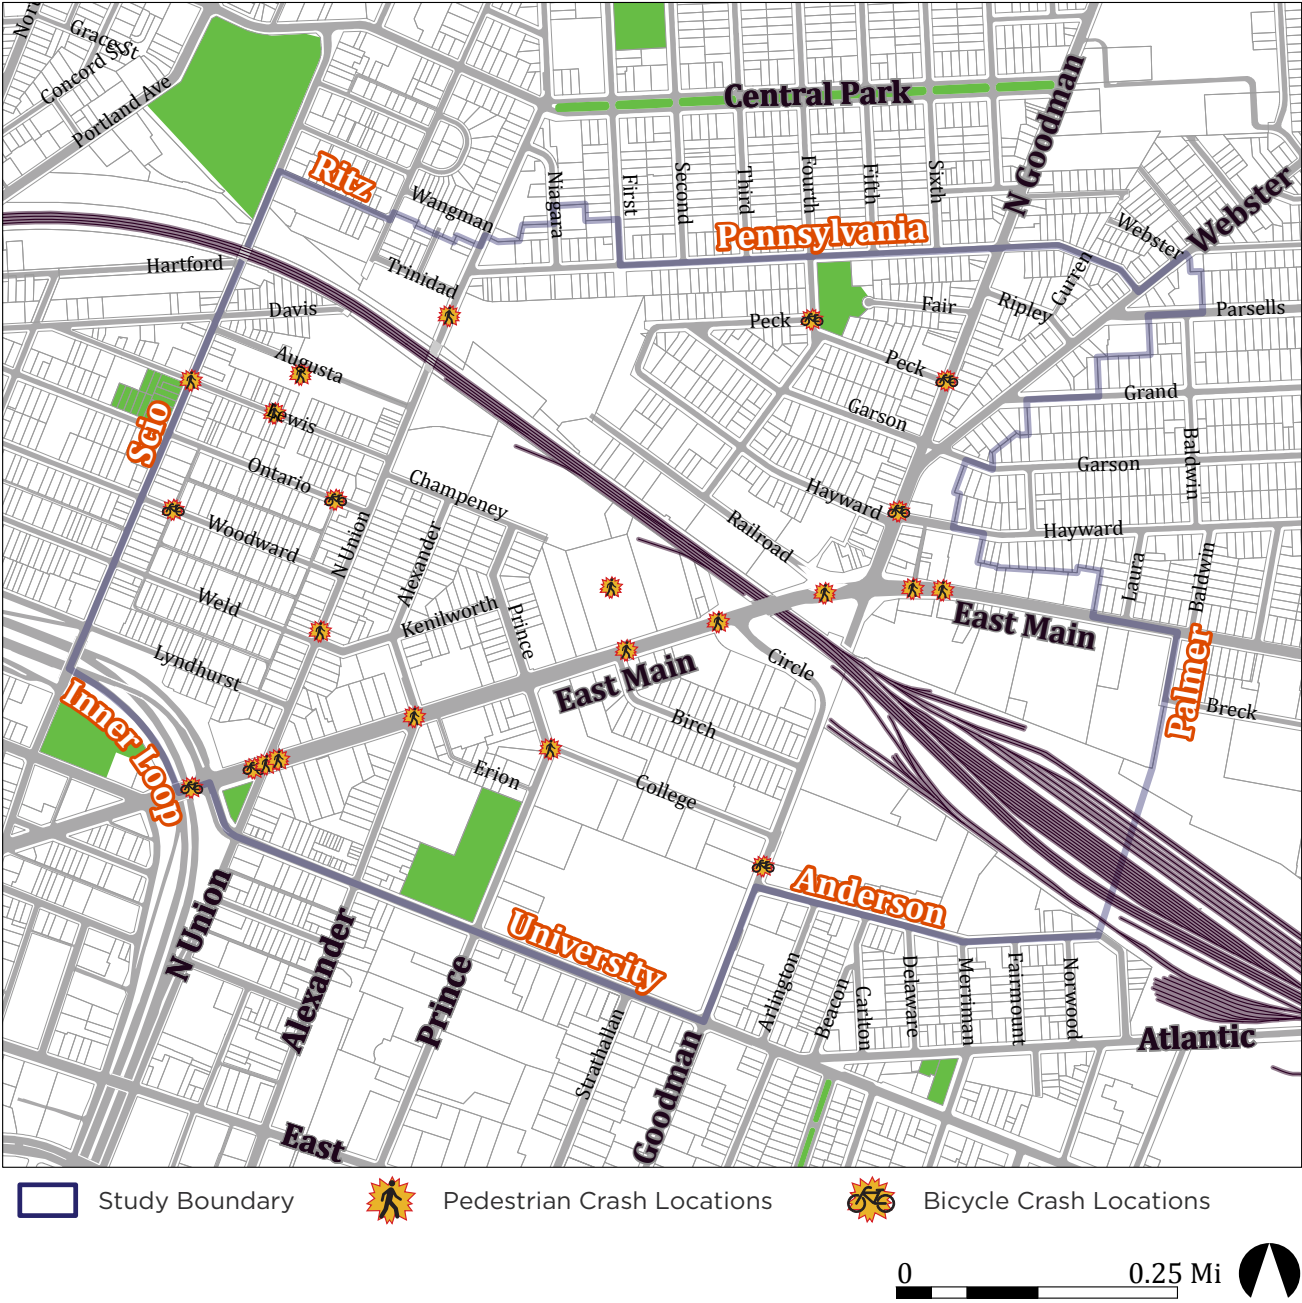 Nor
Grace St
Concord St
Portland Ave
Central Park
N Goodman
Ritz
Wangman
Niagara
First
Second
Third
Fourth
Fifth
Sixth
Webster
Webster
Pennsylvania
Hartford
Trinidad
Curren
Davis
Fair
Ripley
Parsells
Peck
Augusta
Peck
Grand
Lewis
Garson
Scio
Ontario
Garson
Baldwin
Champeney
Hayward
Woodward
N Union
Railroad
Hayward
Alexander
Laura
Baldwin
Weld
Kenilworth
Prince
East Main
Lyndhurst
Circle
East Main
Palmer
Inner Loop
Birch
Breck
Erion
College
Anderson
N Union
University
Alexander
Prince
Arlington
Beacon
Carlton
Delaware
Merriman
Fairmount
Norwood
Strathallan
Goodman
Atlantic
East
Study Boundary
Pedestrian Crash Locations
Bicycle Crash Locations
0
0.25 Mi